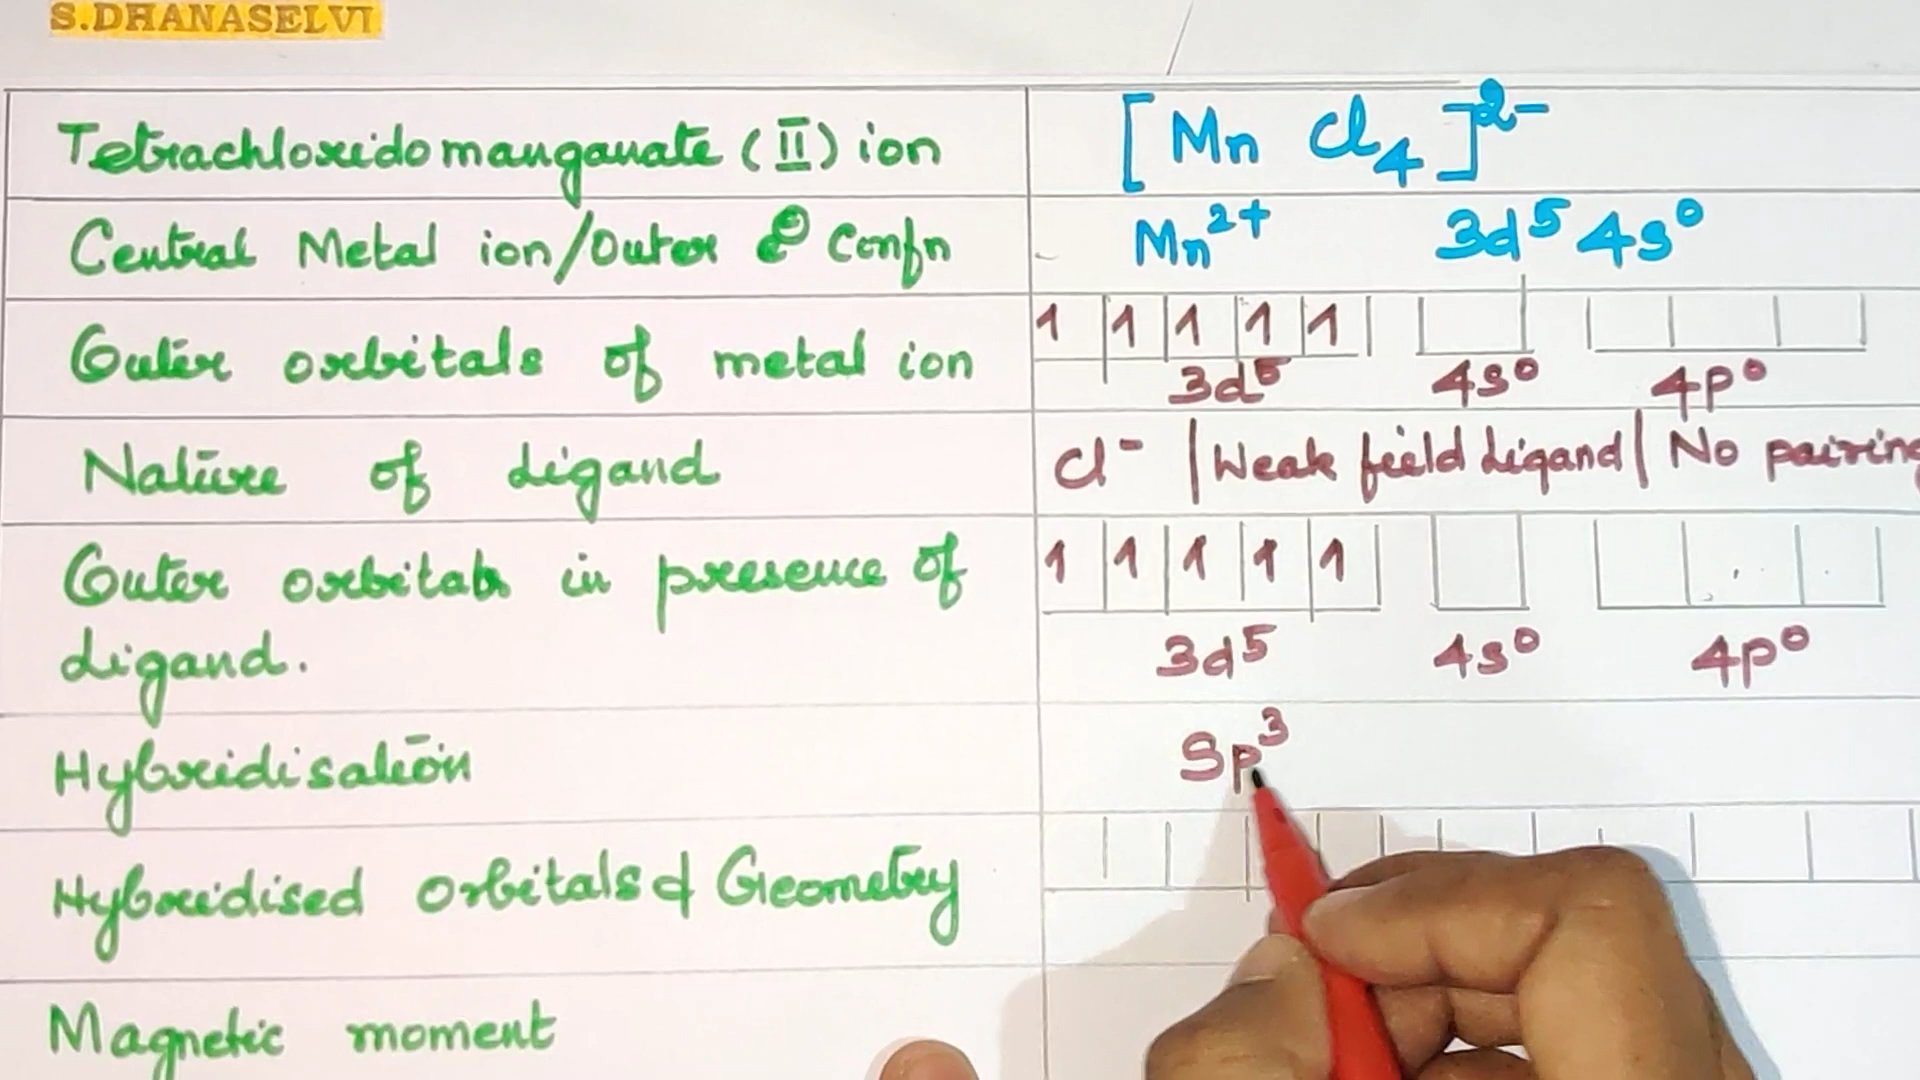 S.DHANASELVI
Tetrachloridomanganate (II) ion [Mn Cl4]2-
Central Metal ion/Outer e⊖ Confn Mn2+ 3d5 4s0
Outer orbitals of metal ion 1 1 1 1 1
3d5 4s0 4p0
Nature of Ligand Cl- | Weak field Ligand | No pairing
Outer orbitals in presence of 1 1 1 1 1
Ligand. 3d5 4s0 4p0
Hybridisation Sp3
Hybridised orbitals & Geometry
Magnetic moment